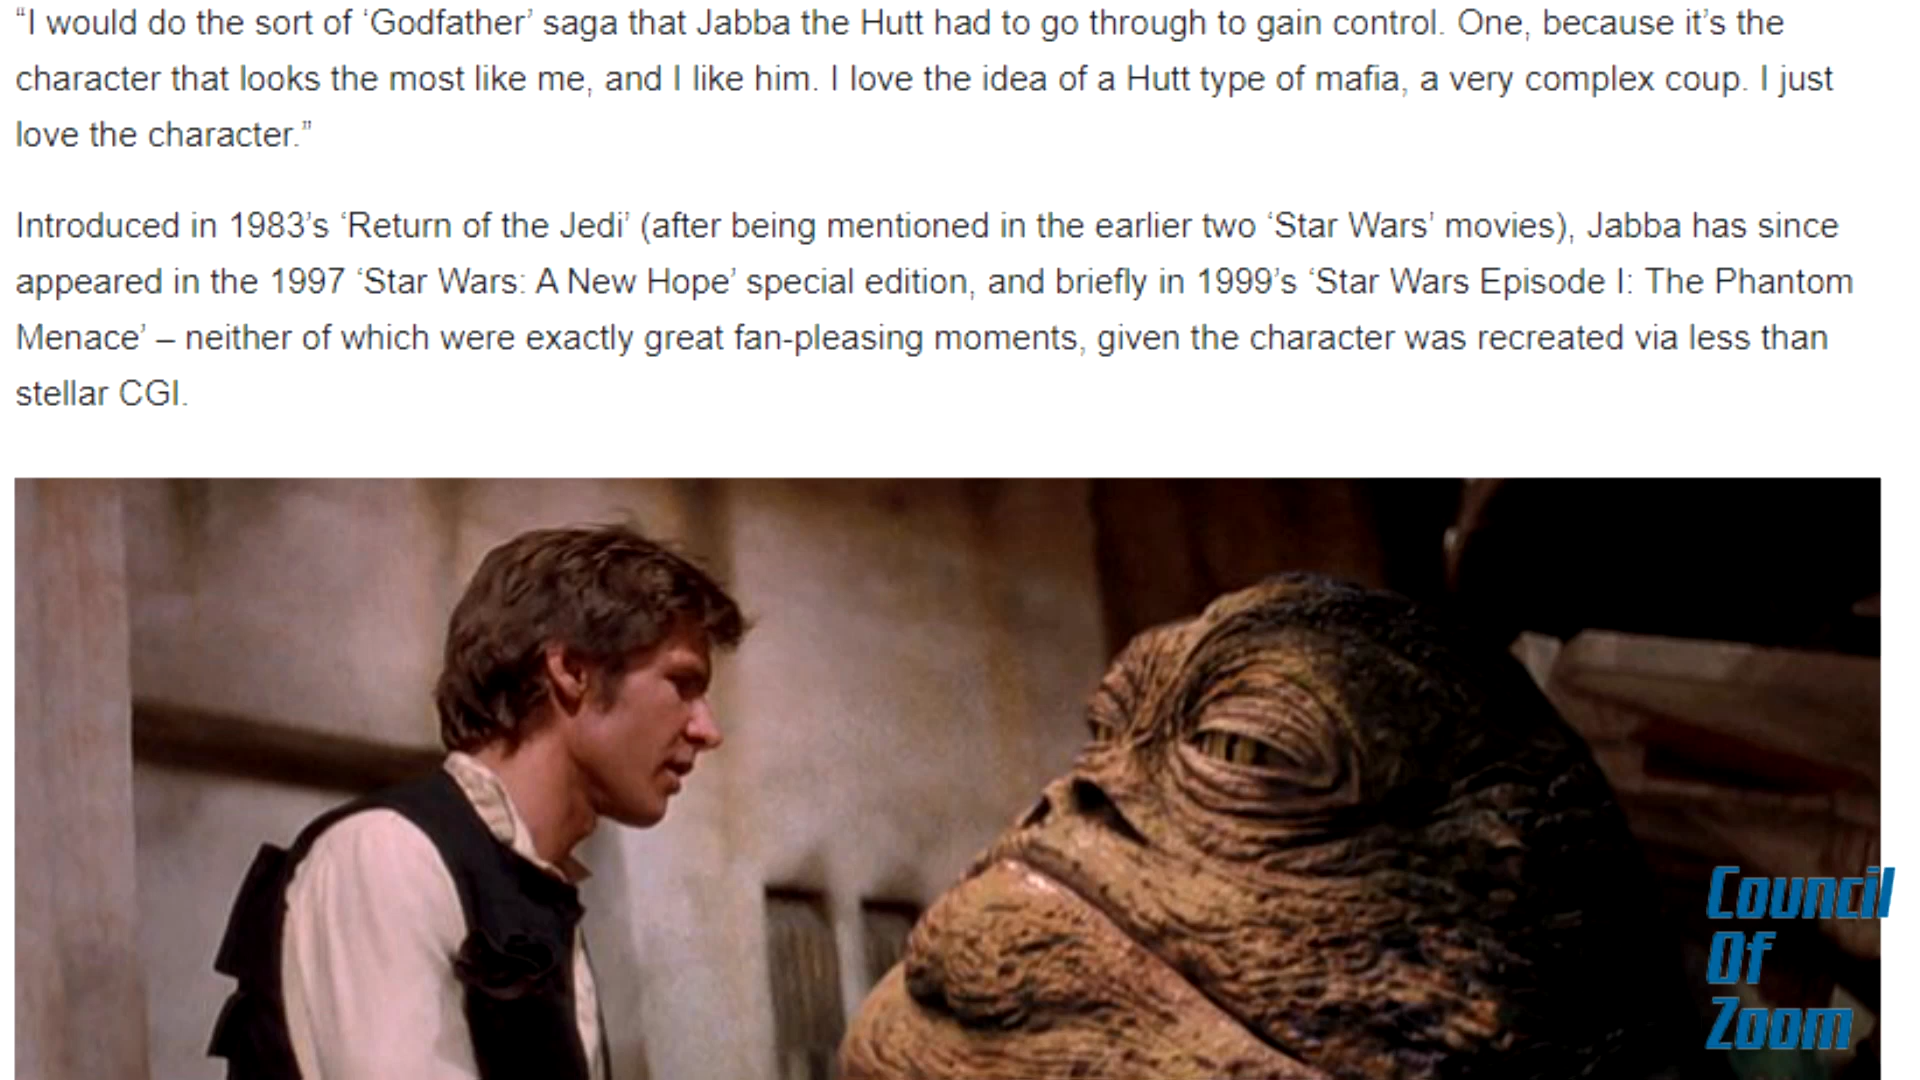 “I would do the sort of ‘Godfather’ saga that Jabba the Hutt had to go through to gain control. One, because it’s the
character that looks the most like me, and I like him. I love the idea of a Hutt type of mafia, a very complex coup. I just
love the character.”
Introduced in 1983’s ‘Return of the Jedi’ (after being mentioned in the earlier two ‘Star Wars’ movies), Jabba has since
appeared in the 1997 ‘Star Wars: A New Hope’ special edition, and briefly in 1999’s ‘Star Wars Episode I: The Phantom
Menace’ – neither of which were exactly great fan-pleasing moments, given the character was recreated via less than
stellar CGI.
Council
Of
Zoom